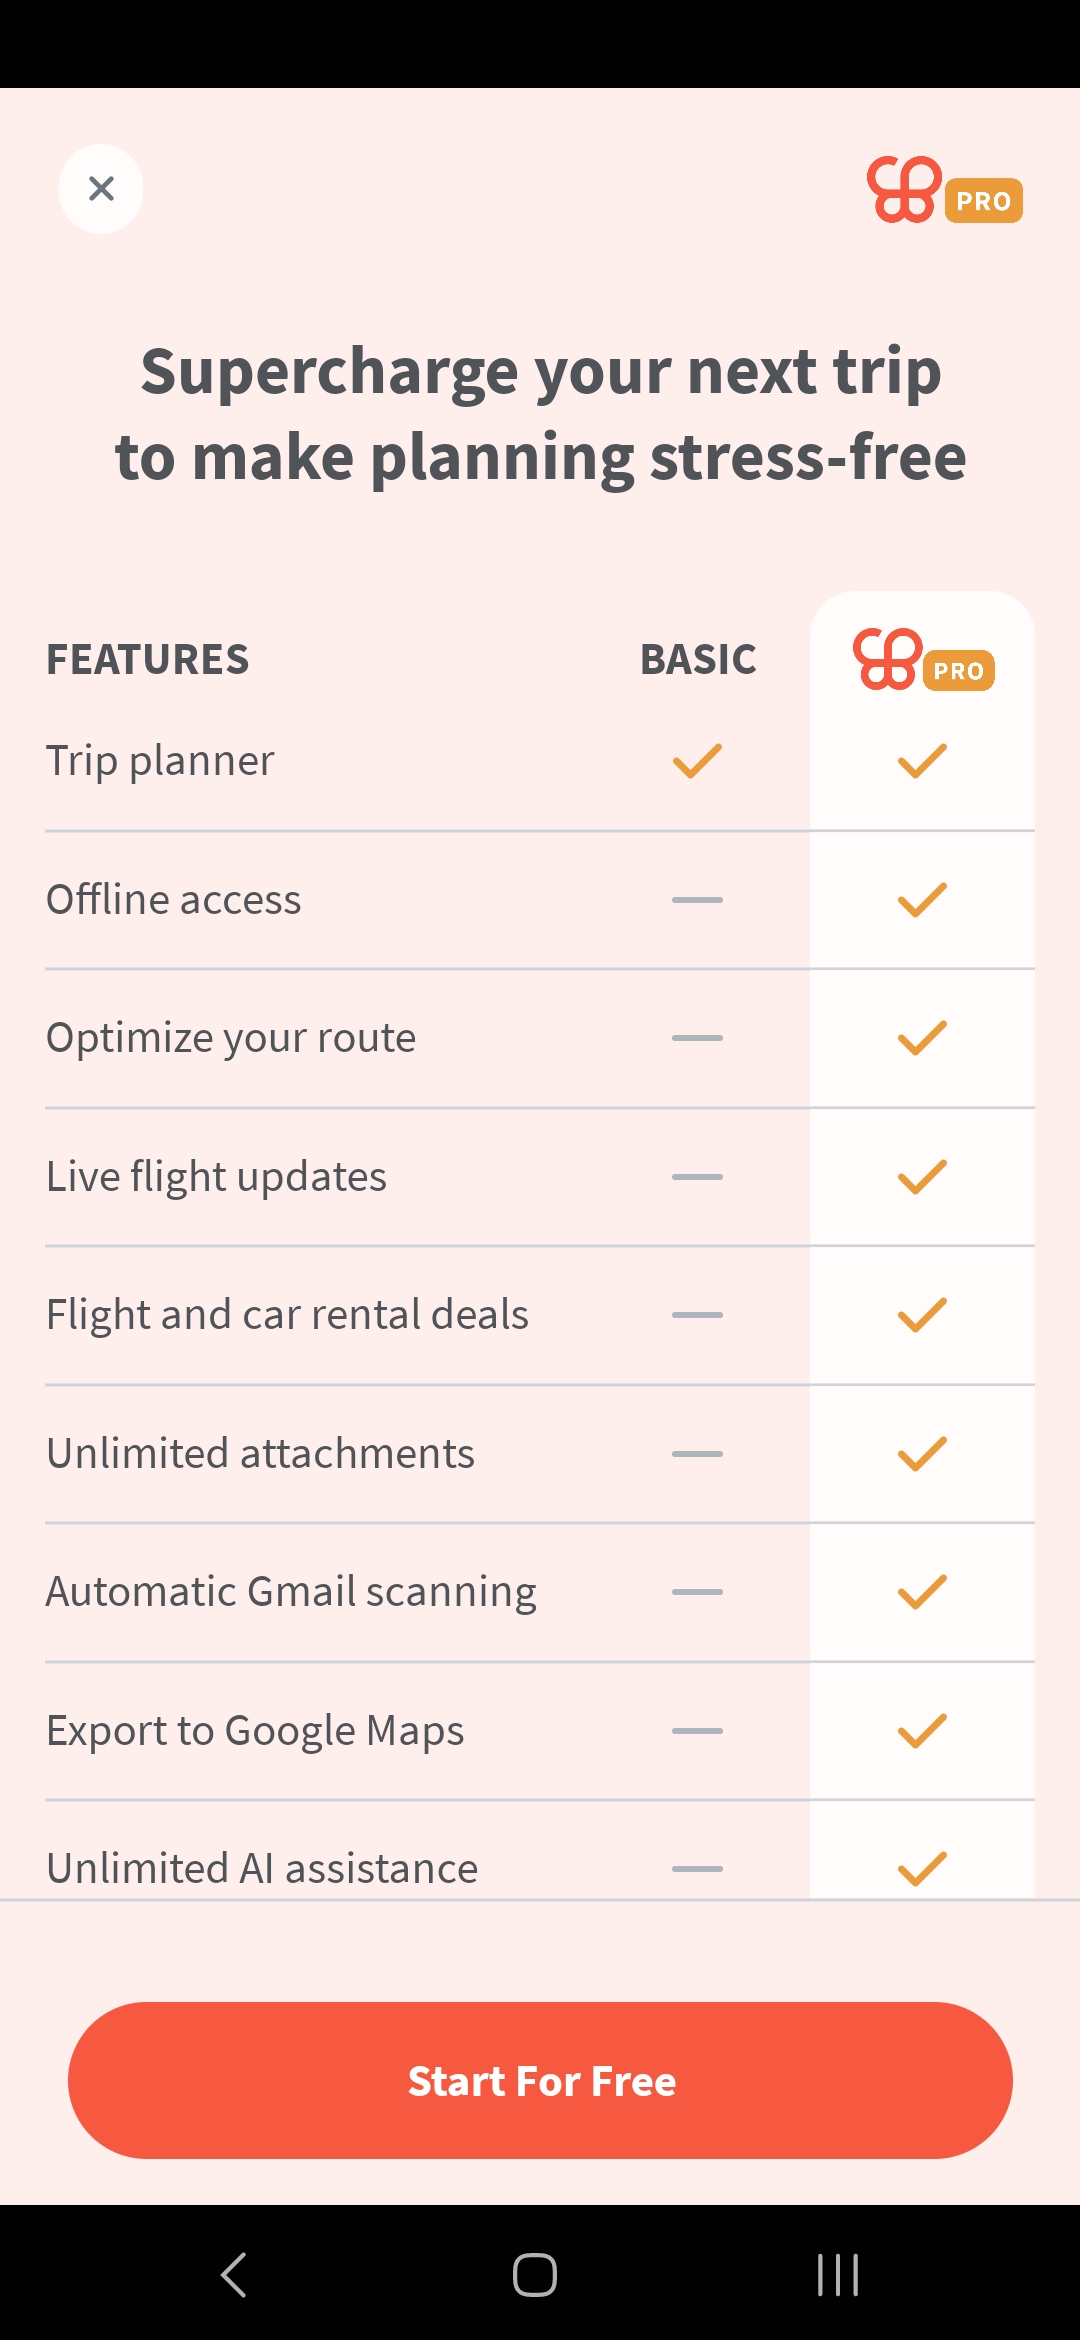 PRO
Supercharge your next trip
to make planning stress-free
FEATURES BASIC PRO
Trip planner
Offline access
Optimize your route
Live flight updates
Flight and car rental deals
Unlimited attachments
Automatic Gmail scanning
Export to Google Maps
Unlimited AI assistance
Start For Free